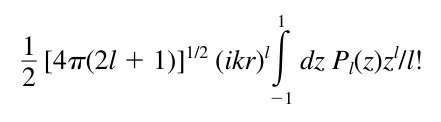 1/2 [4π(2l + 1)]^{1/2} (ikr)^l ∫_{-1}^{1} dz P_l(z)z^l/l!